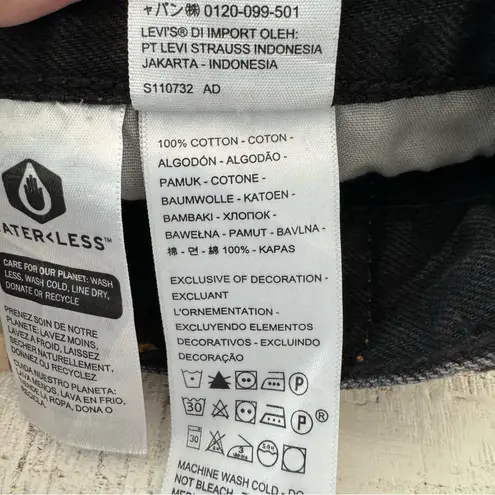 ャパン㈱ 0120-099-501
LEVI'S® DI IMPORT OLEH:
PT LEVI STRAUSS INDONESIA
JAKARTA - INDONESIA
S110732 AD
ATER<LESS™
CARE FOR OUR PLANET: WASH
LESS, WASH COLD, LINE DRY,
DONATE OR RECYCLE
PRENEZ SOIN DE NOTRE
PLANÈTE: LAVEZ MOINS,
LAVEZ A FROID, LAISSEZ
SECHER NATURELLEMENT,
DONNEZ OU RECYCLEZ
CUIDA NUESTRO PLANETA:
LAVA MENOS, LAVA EN FRIO,
LA ROPA, DONA O
RECICLA
100% COTTON - COTON -
ALGODÓN - ALGODÃO -
PAMUK - COTONE -
BAUMWOLLE - KATOEN -
BAMBAKI - ХЛОПОК -
BAWEŁNA - PAMUT - BAVLNA -
棉 - 면 - 綿 100% - KAPAS
EXCLUSIVE OF DECORATION -
EXCLUANT
L'ORNEMENTATION -
EXCLUYENDO ELEMENTOS
DECORATIVOS - EXCLUINDO
DECORAÇÃO
P
30 P ®
30 3
MACHINE WASH COLD - DO
NOT BLEACH - T